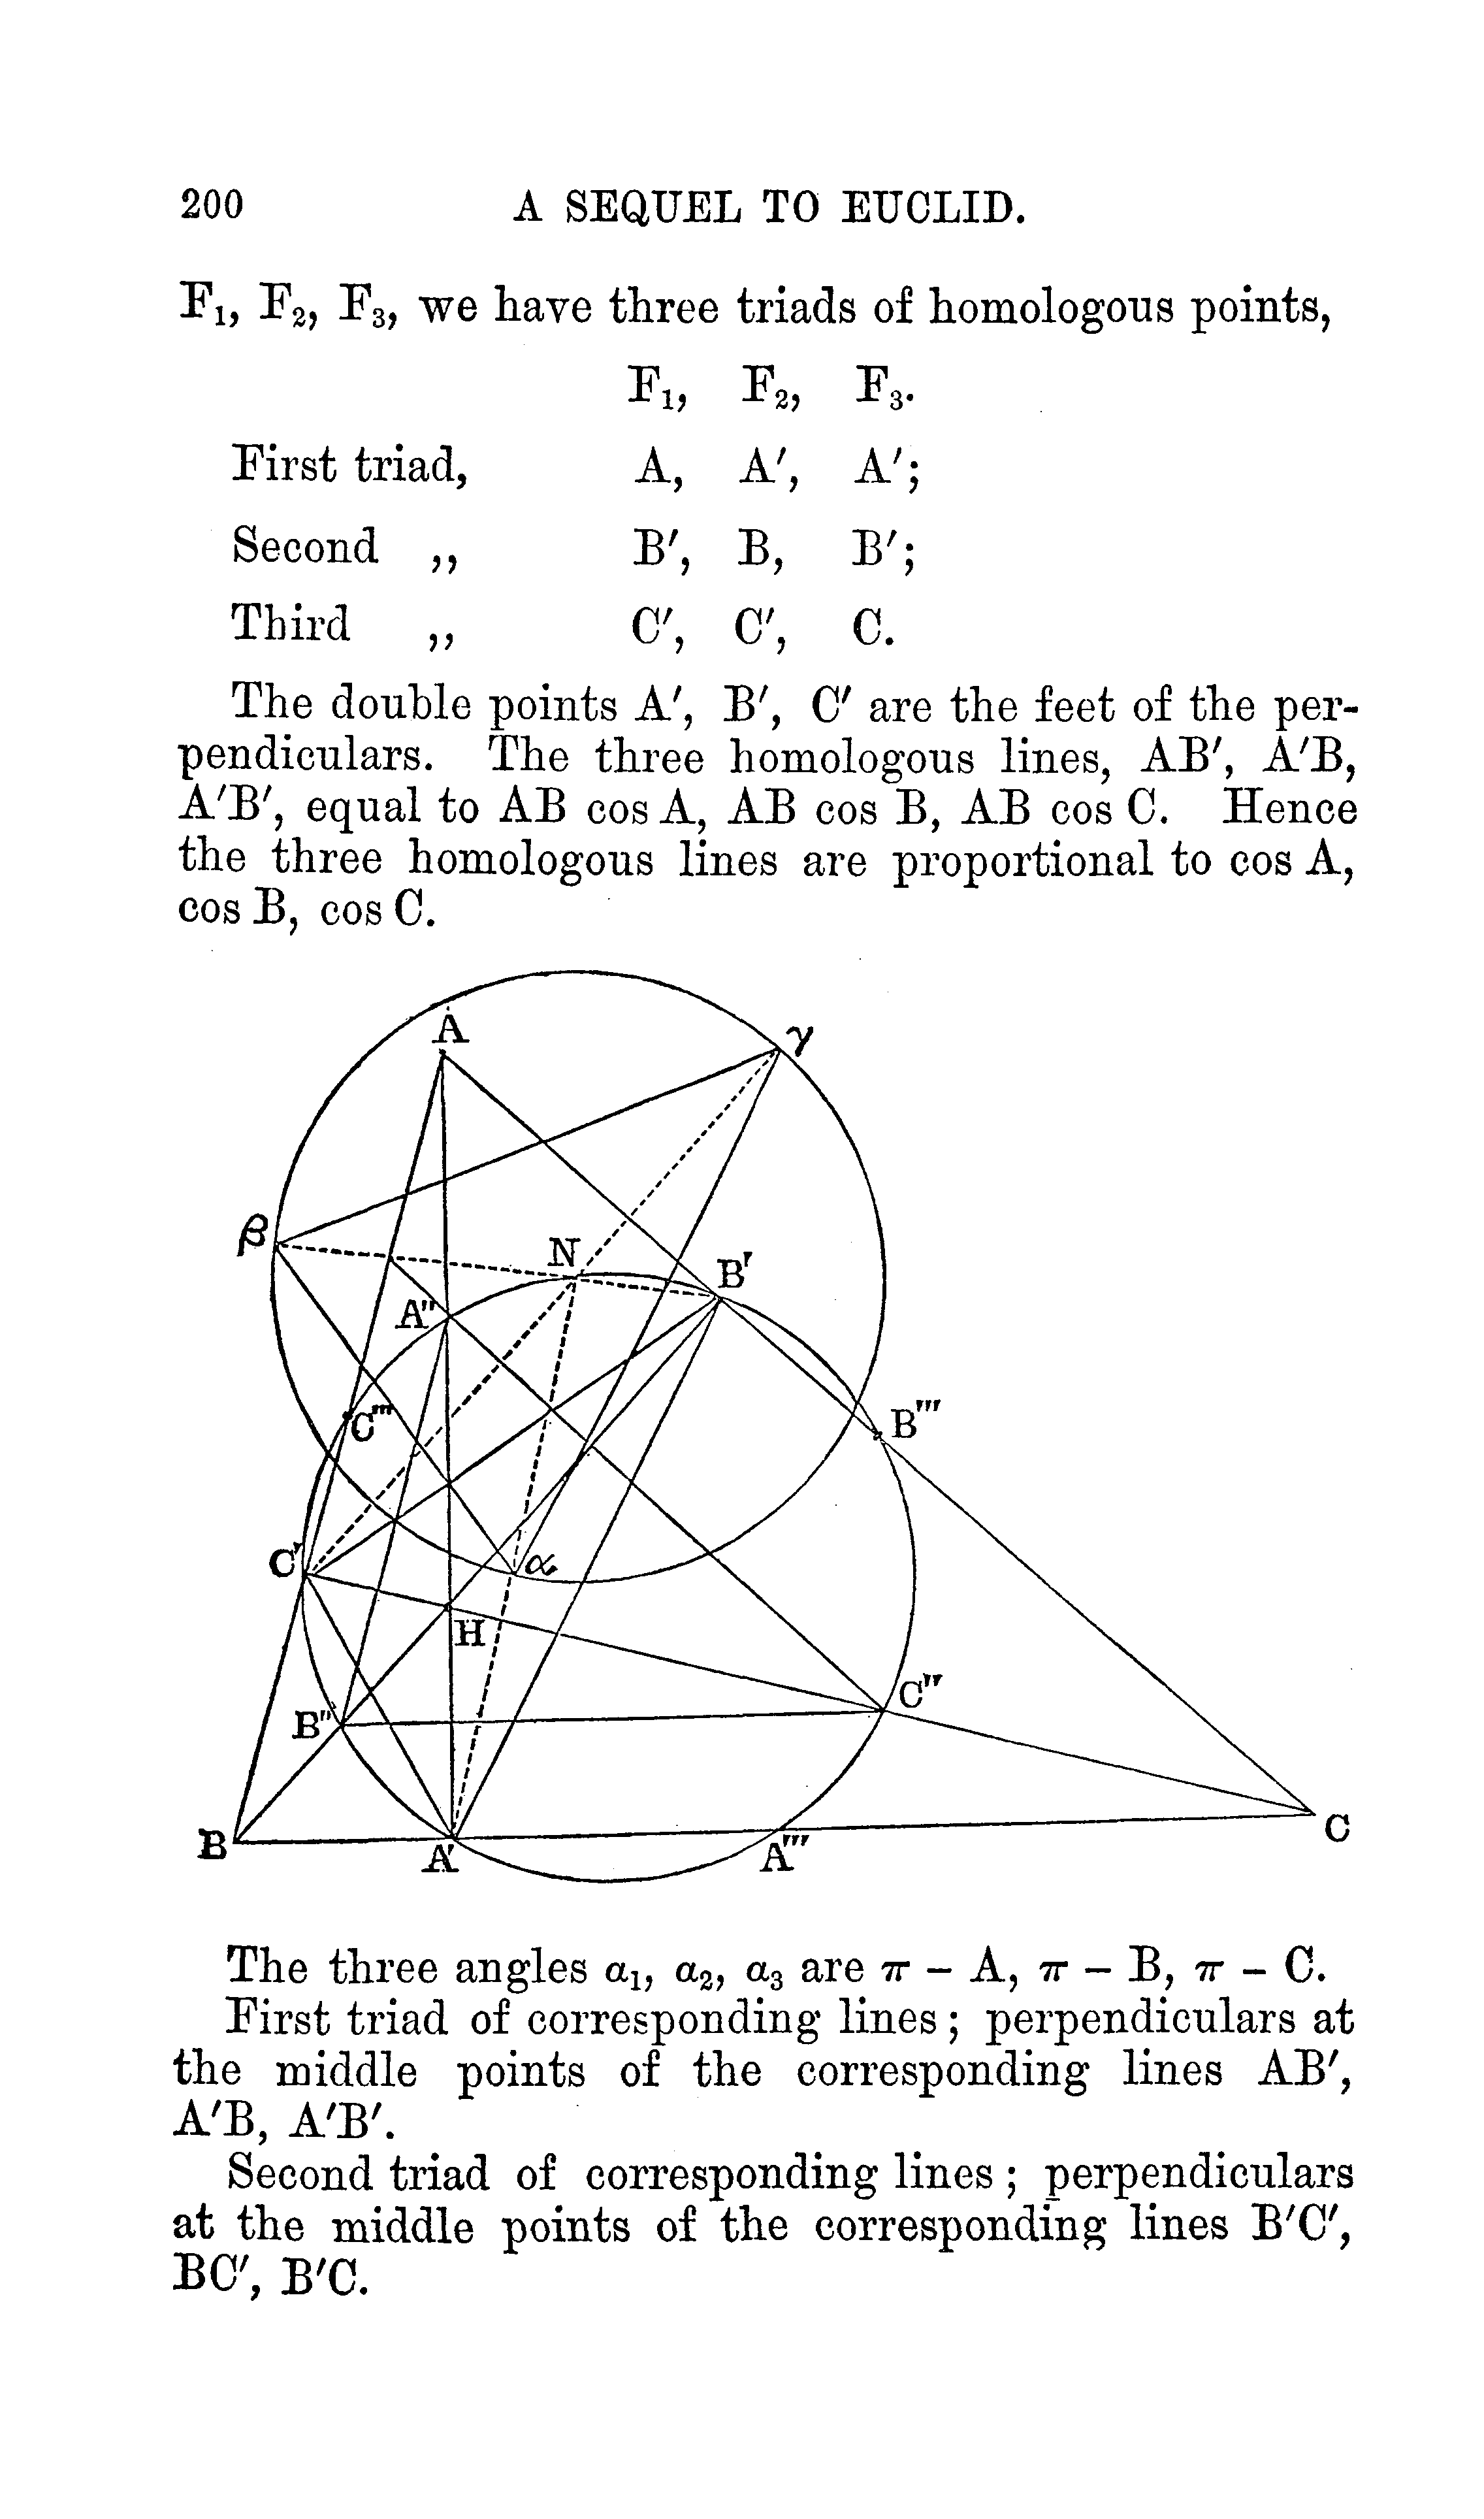 200 A SEQUEL TO EUCLID.
F₁, F₂, F₃, we have three triads of homologous points,
F₁, F₂, F₃.
First triad, A, A′, A′;
Second ,, B′, B, B′;
Third ,, C′, C′, C.
The double points A′, B′, C′ are the feet of the per-
pendiculars. The three homologous lines, AB′, A′B,
A′B′, equal to AB cos A, AB cos B, AB cos C. Hence
the three homologous lines are proportional to cos A,
cos B, cos C.
A
γ
β
N
B′
A″
C‴
B‴
C′
α
H
C″
B″
B
A′
A‴
C
The three angles α₁, α₂, α₃ are π – A, π – B, π – C.
First triad of corresponding lines; perpendiculars at
the middle points of the corresponding lines AB′,
A′B, A′B′.
Second triad of corresponding lines; perpendiculars
at the middle points of the corresponding lines B′C′,
BC′, B′C.